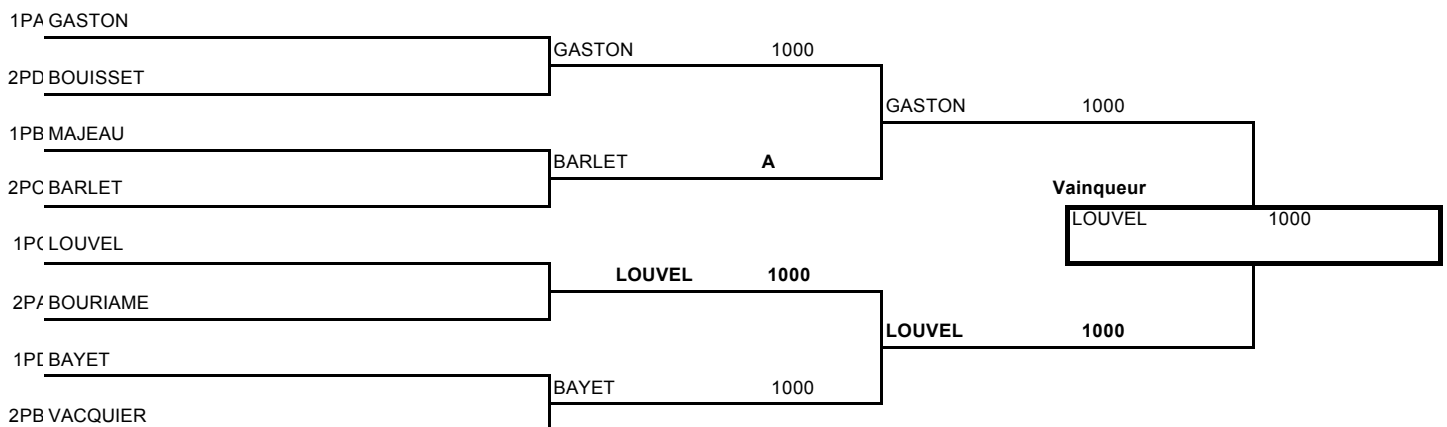 1PA GASTON
GASTON 1000
2PD BOUISSET
GASTON 1000
1PB MAJEAU
BARLET A
2PC BARLET
Vainqueur
LOUVEL 1000
LOUVEL
LOUVEL 1000
2PA BOURIAME
LOUVEL 1000
BAYET
BAYET 1000
2PB VACQUIER